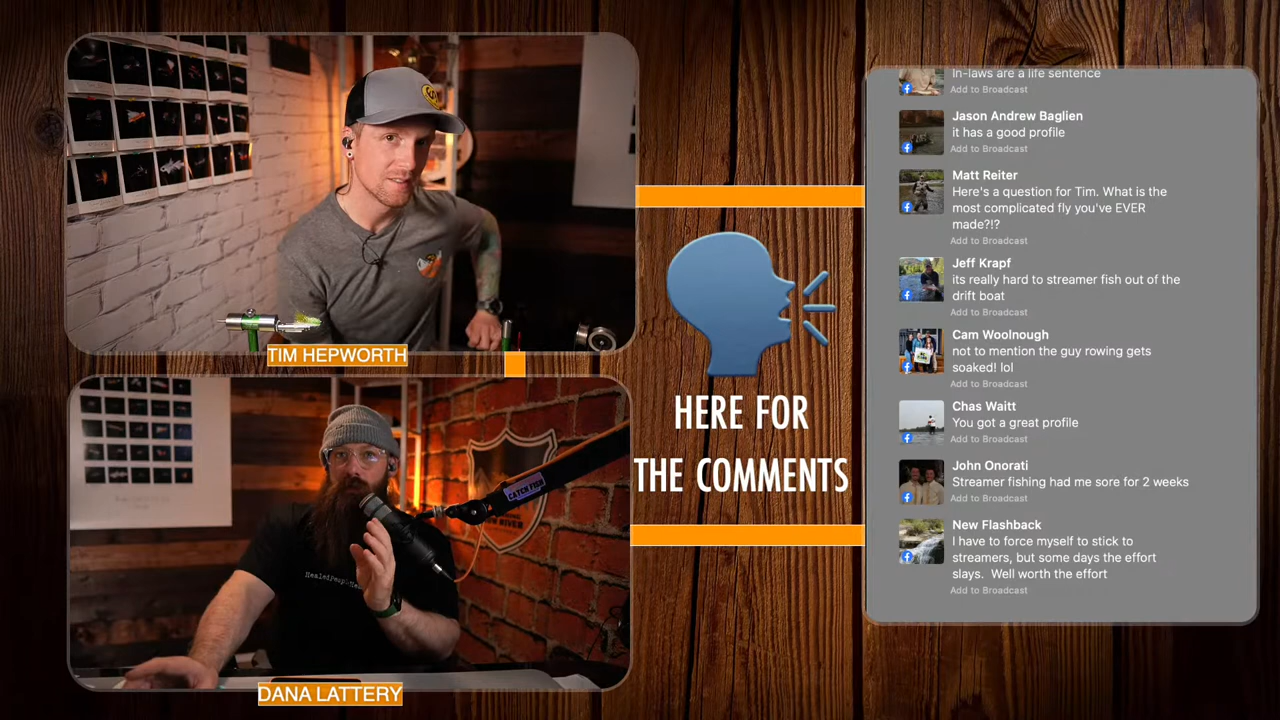 TIM HEPWORTH
CATCH FISH
DANA LATTERY
HERE FOR
THE COMMENTS
In-laws are a life sentence
Add to Broadcast
Jason Andrew Baglien
it has a good profile
Add to Broadcast
Matt Reiter
Here's a question for Tim. What is the
most complicated fly you've EVER
made?!?
Add to Broadcast
Jeff Krapf
its really hard to streamer fish out of the
drift boat
Add to Broadcast
Cam Woolnough
not to mention the guy rowing gets
soaked! lol
Add to Broadcast
Chas Waitt
You got a great profile
Add to Broadcast
John Onorati
Streamer fishing had me sore for 2 weeks
Add to Broadcast
New Flashback
I have to force myself to stick to
streamers, but some days the effort
slays.  Well worth the effort
Add to Broadcast